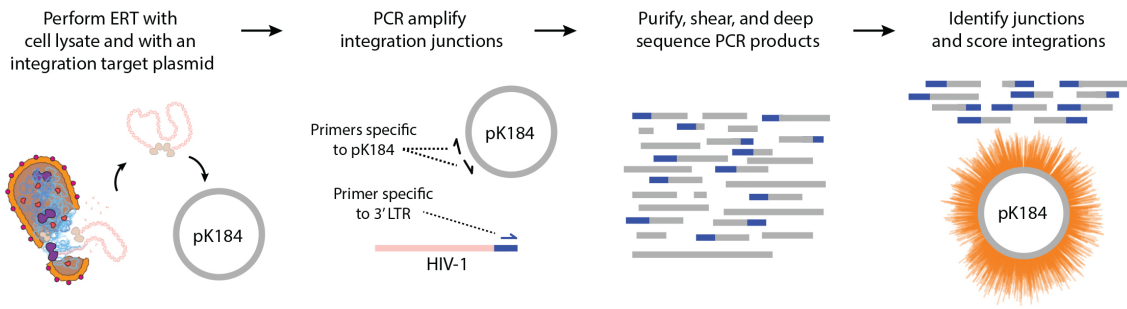 Perform ERT with
cell lysate and with an
integration target plasmid
PCR amplify
integration junctions
Purify, shear, and deep
sequence PCR products
Identify junctions
and score integrations
pK184
Primers specific
to pK184
pK184
Primer specific
to 3′ LTR
HIV-1
pK184